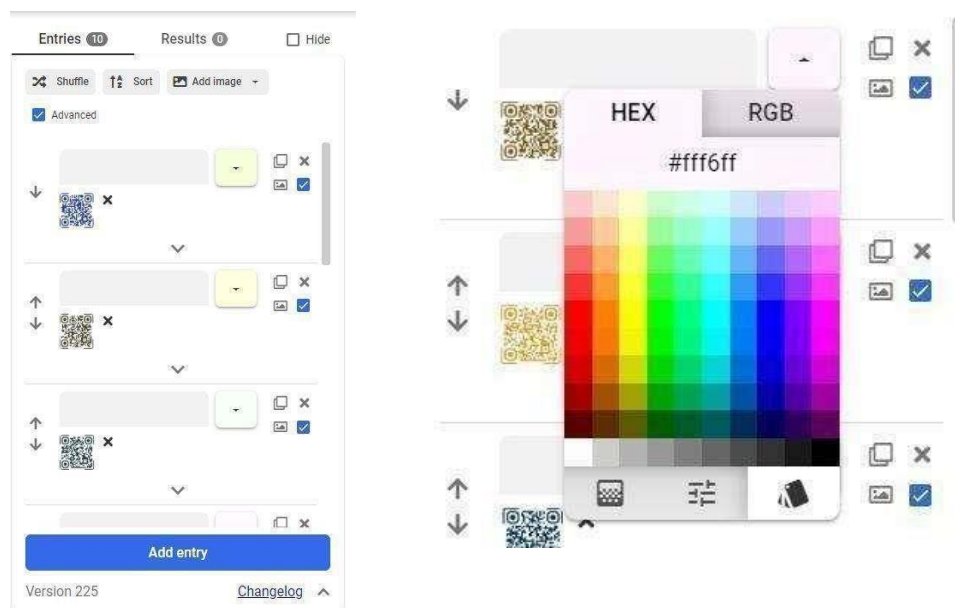 Entries 10
Results 0
Hide
Shuffle
Sort
Add image
Advanced
Add entry
Version 225
Changelog
HEX
RGB
#fff6ff